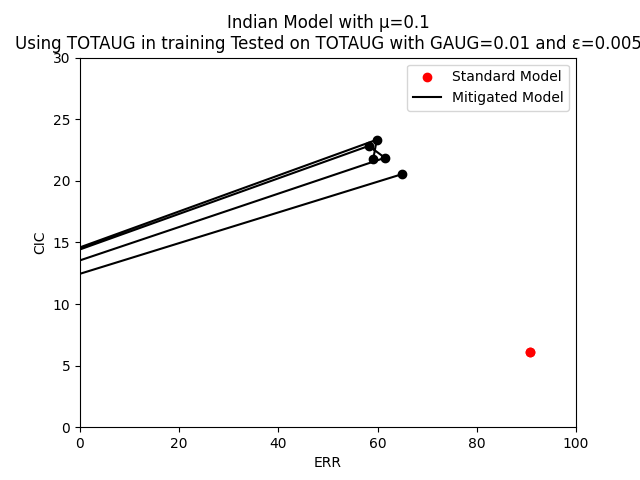 Indian Model with μ=0.1
Using TOTAUG in training Tested on TOTAUG with GAUG=0.01 and ε=0.005
Standard Model
Mitigated Model
CIC
30
25
20
15
10
5
0
0 20 40 60 80 100
ERR